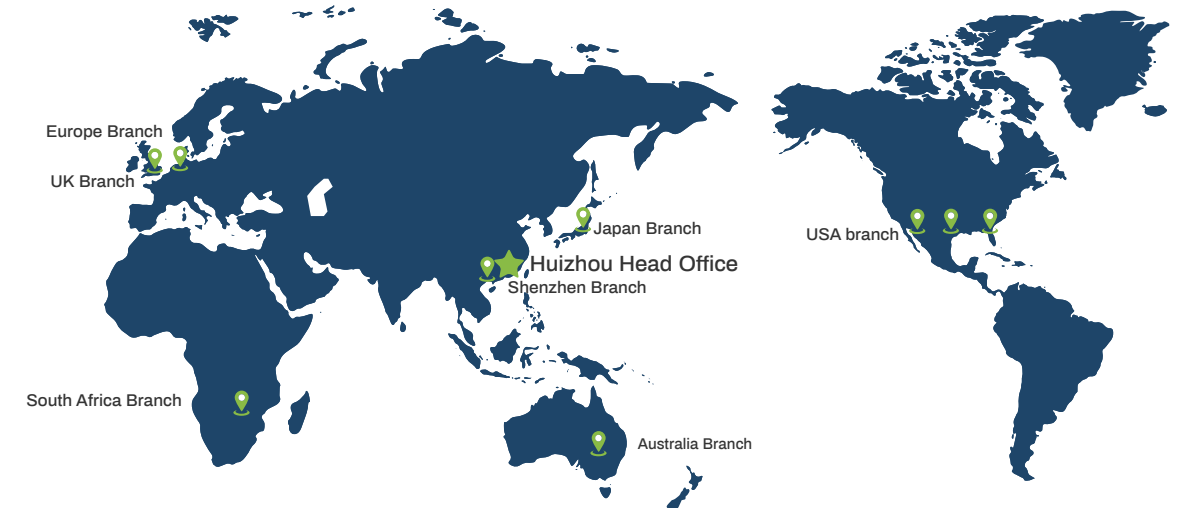 Europe Branch
UK Branch
Japan Branch
USA branch
Huizhou Head Office
Shenzhen Branch
South Africa Branch
Australia Branch